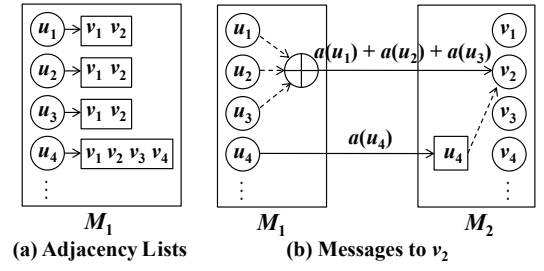 u1 v1 v2
u2 v1 v2
u3 v1 v2
u4 v1 v2 v3 v4
M1
(a) Adjacency Lists
u1
u2
u3
u4
a(u1) + a(u2) + a(u3)
a(u4)
u4
v1
v2
v3
v4
M1
M2
(b) Messages to v2